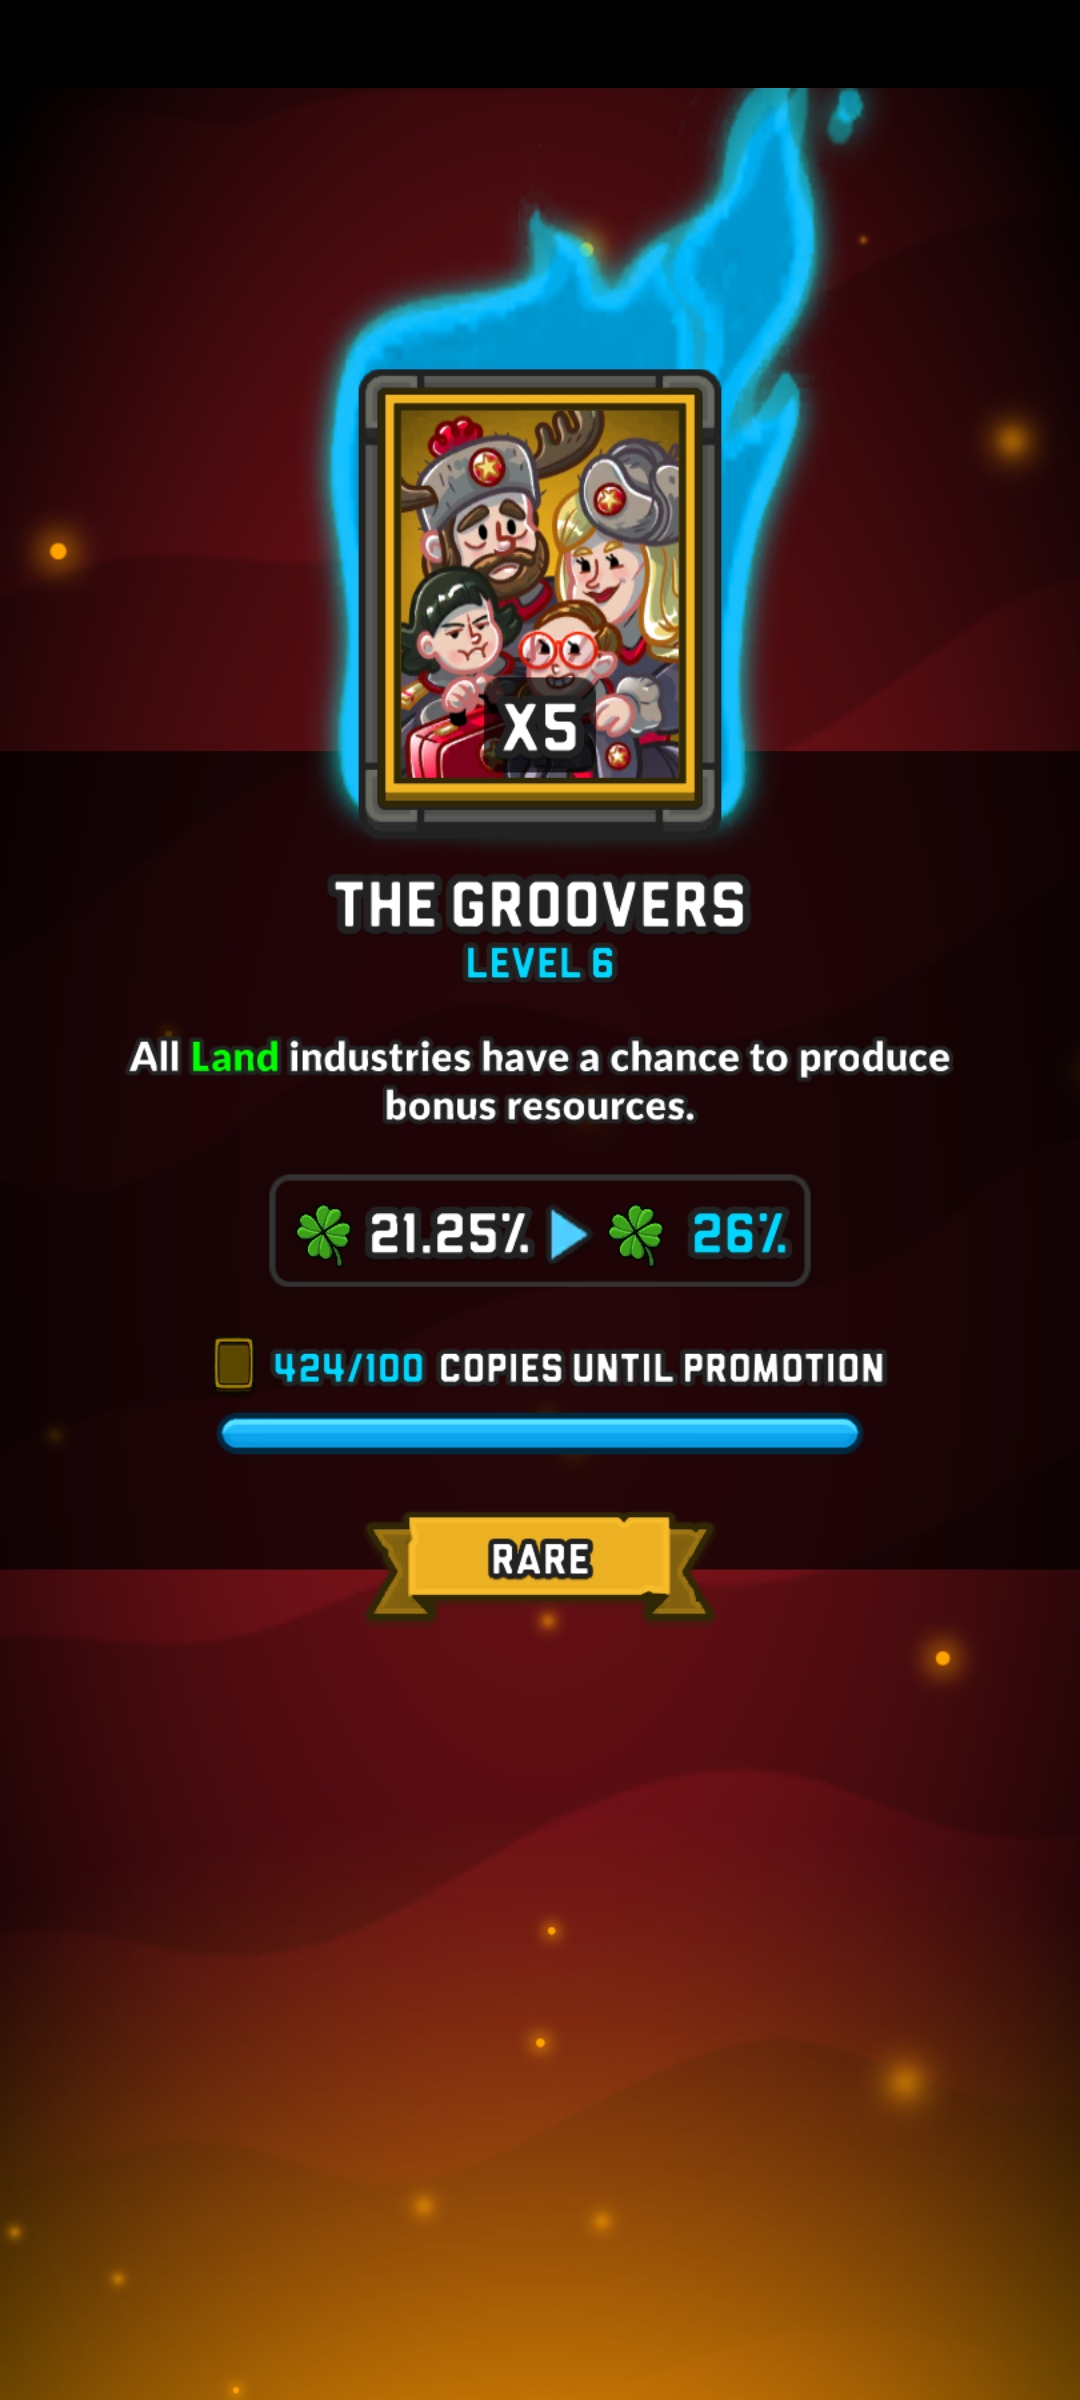 X5
THE GROOVERS
LEVEL 6
All Land industries have a chance to produce
bonus resources.
21.25% 26%
424/100 COPIES UNTIL PROMOTION
RARE